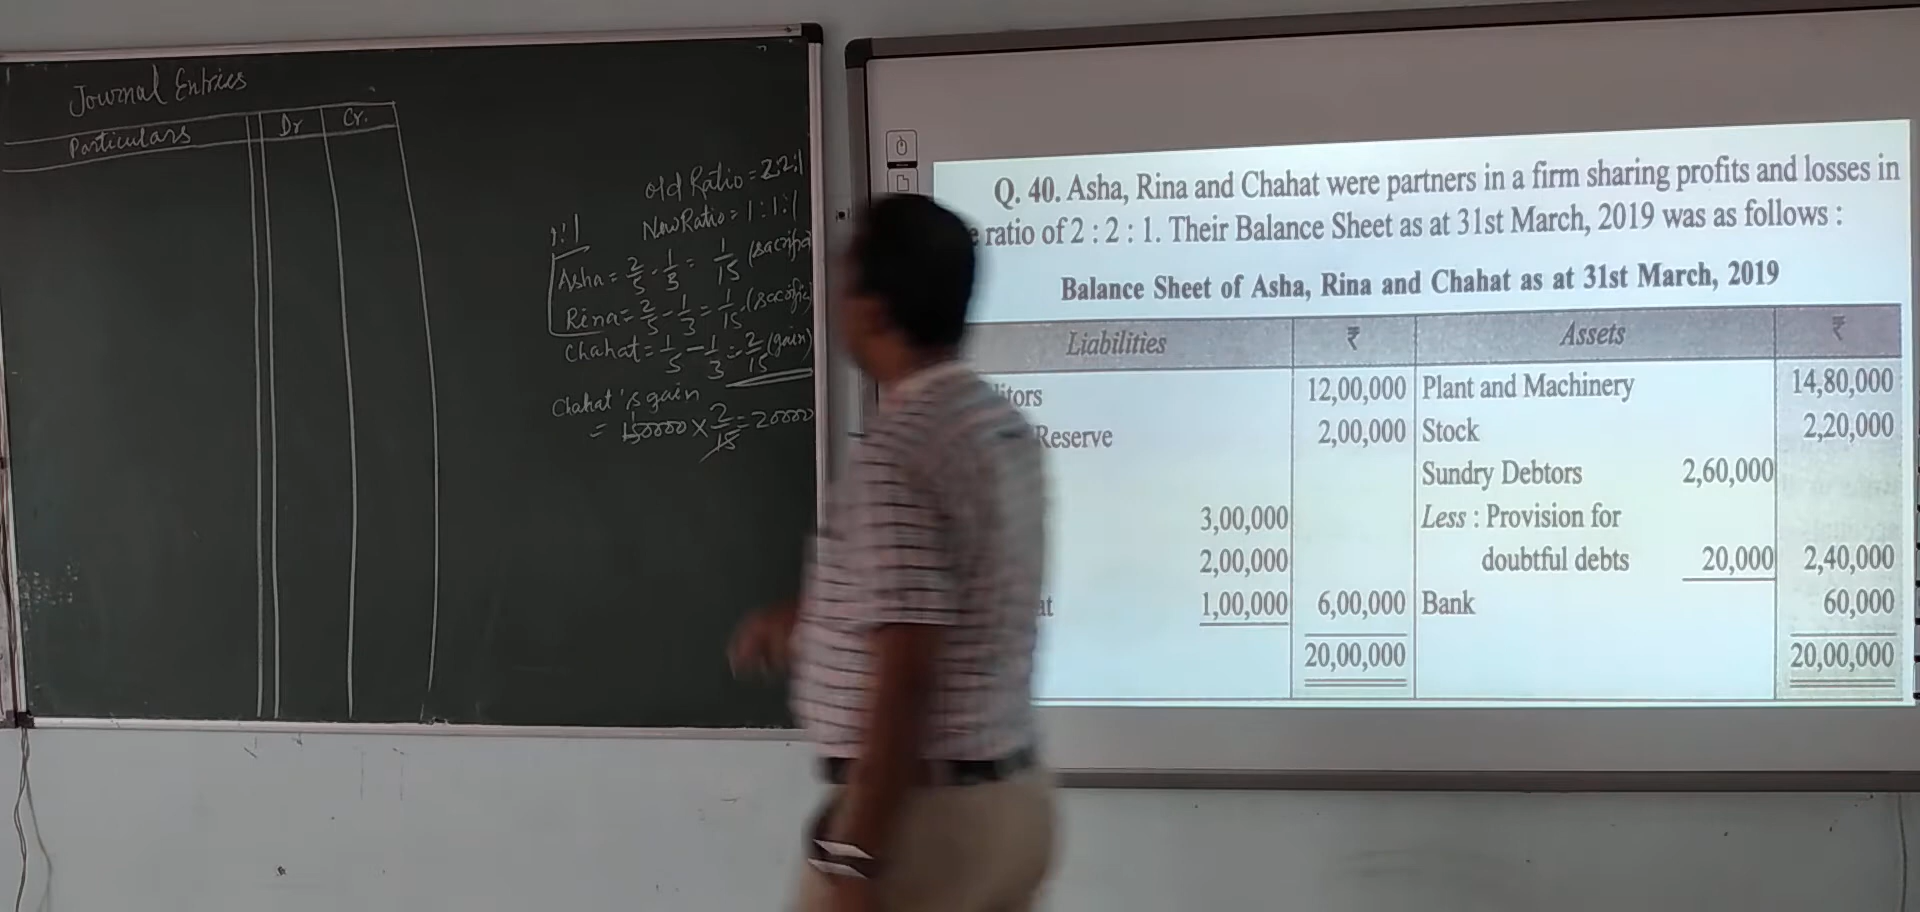 Journal Entries
Particulars Dr Cr.
Old Ratio = 2:2:1
New Ratio = 1:1:1
1:1
Asha = 2/5 - 1/3 = 1/15
Rina = 2/5 - 1/3 = 1/15
Chahat = 1/5 - 1/3 = 2/15 (gain)
Chahat's gain
= 150000 × 2/15 = 20000
Q. 40. Asha, Rina and Chahat were partners in a firm sharing profits and losses in
ratio of 2 : 2 : 1. Their Balance Sheet as at 31st March, 2019 was as follows :
Balance Sheet of Asha, Rina and Chahat as at 31st March, 2019
Liabilities ₹ Assets ₹
itors 12,00,000 Plant and Machinery 14,80,000
Reserve 2,00,000 Stock 2,20,000
Sundry Debtors 2,60,000
3,00,000 Less : Provision for
2,00,000 doubtful debts 20,000 2,40,000
at 1,00,000 6,00,000 Bank 60,000
20,00,000 20,00,000